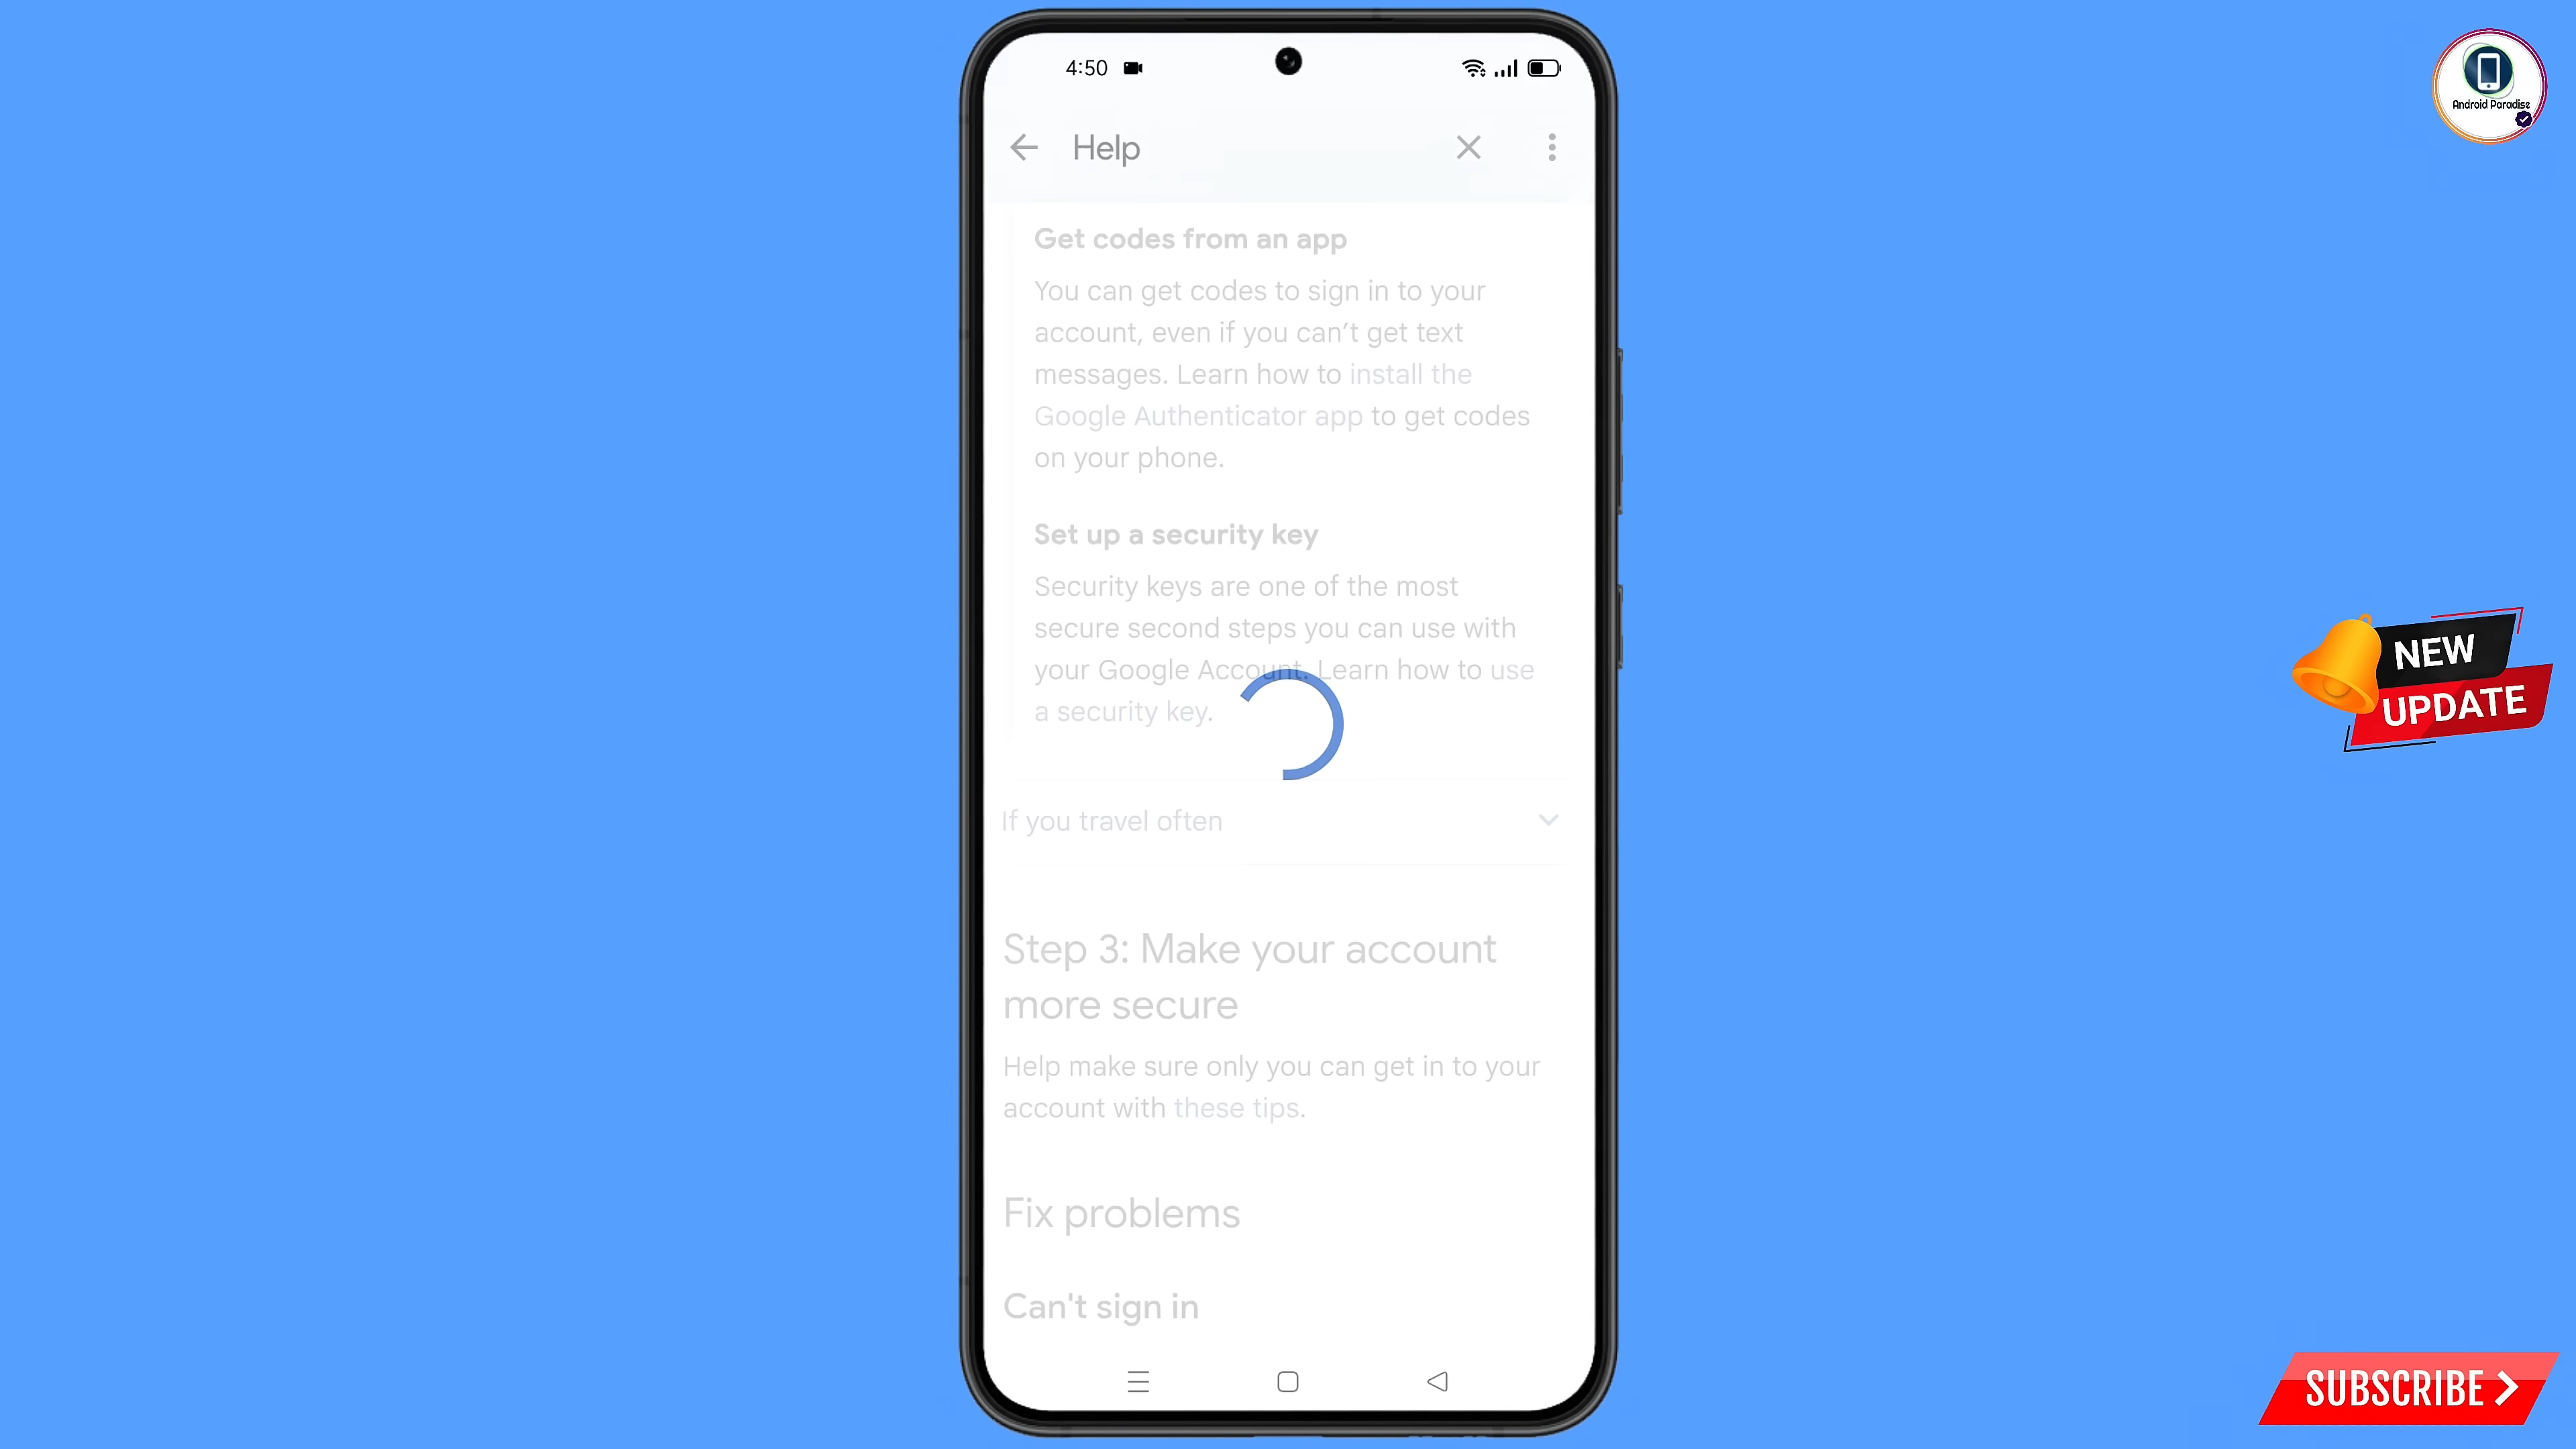 4:50
Help
Get codes from an app
You can get codes to sign in to your
account, even if you can't get text
messages. Learn how to install the
Google Authenticator app to get codes
on your phone.
Set up a security key
Security keys are one of the most
secure second steps you can use with
your Google Account. Learn how to use
a security key.
If you travel often
Step 3: Make your account
more secure
Help make sure only you can get in to your
account with these tips.
Fix problems
Can't sign in
Android Paradise
NEW
UPDATE
SUBSCRIBE